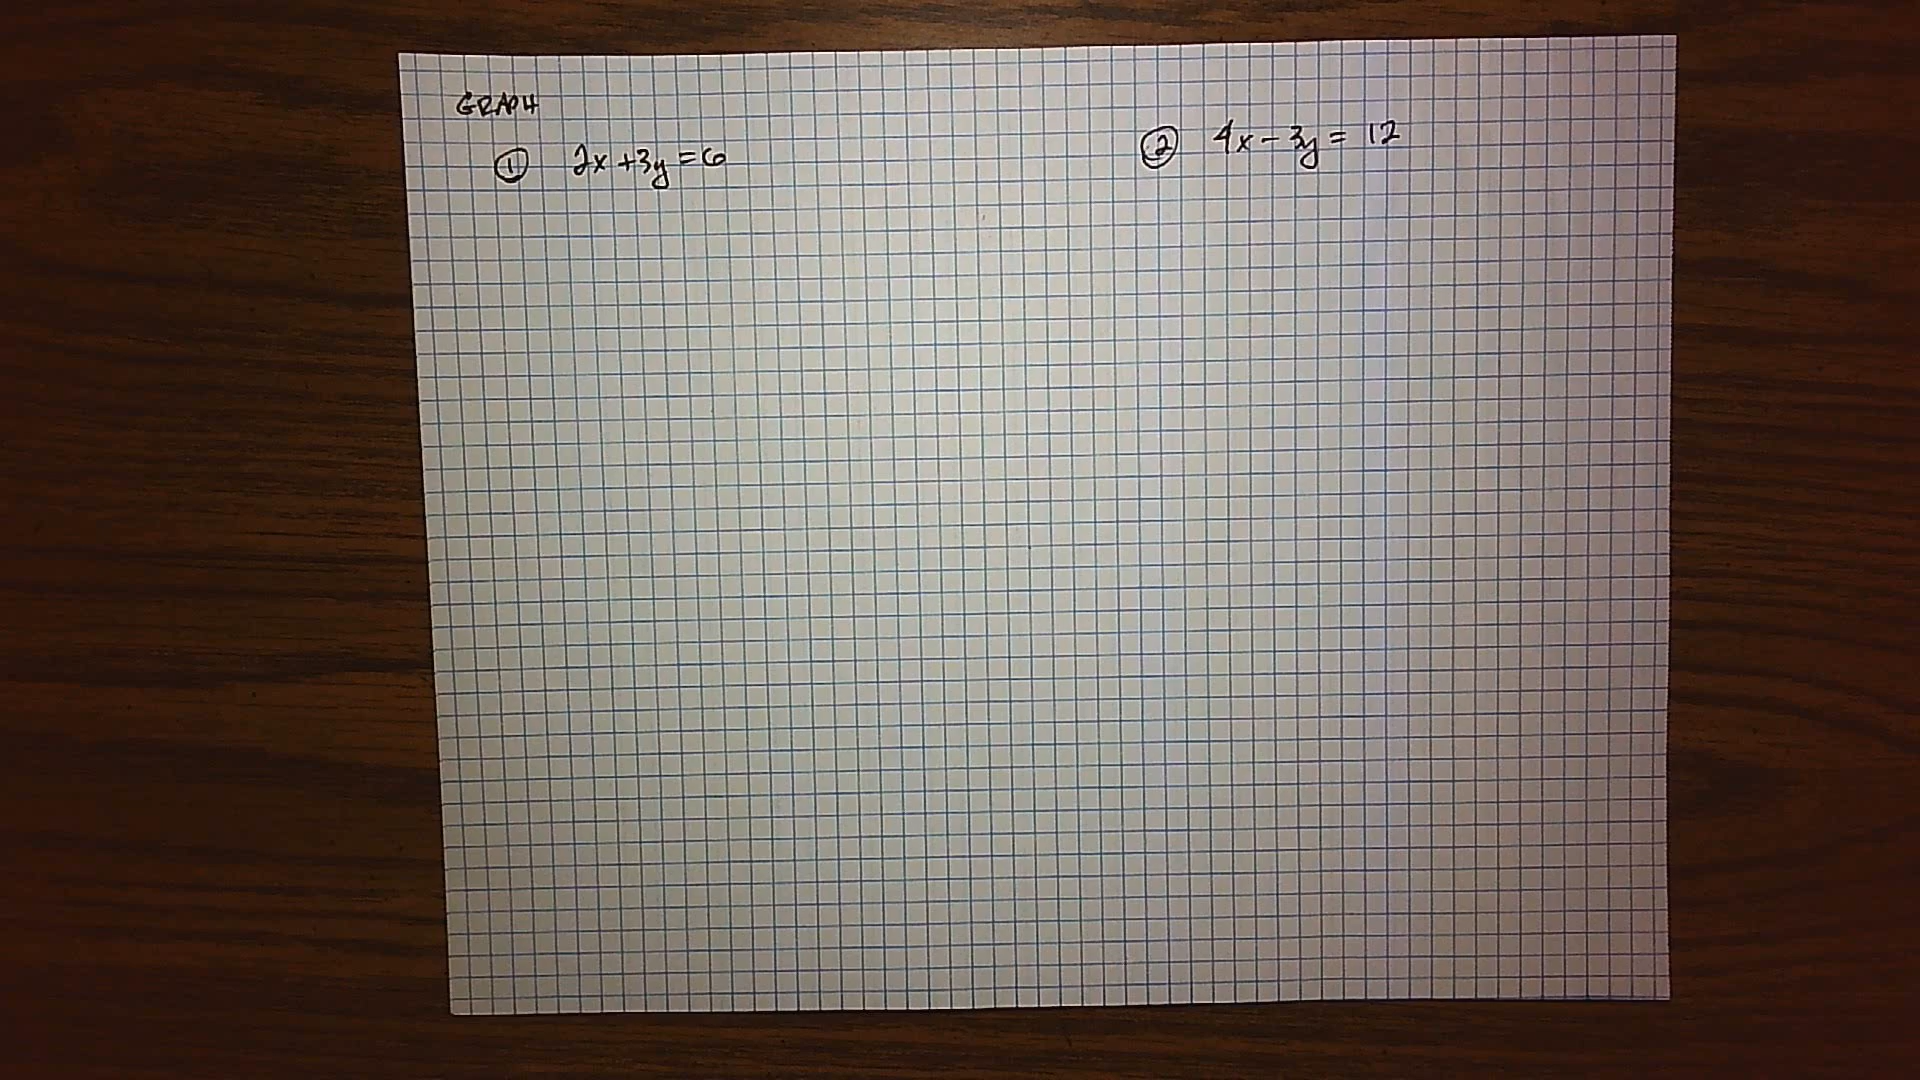 GRAPH
① 2x + 3y = 6
② 4x - 3y = 12